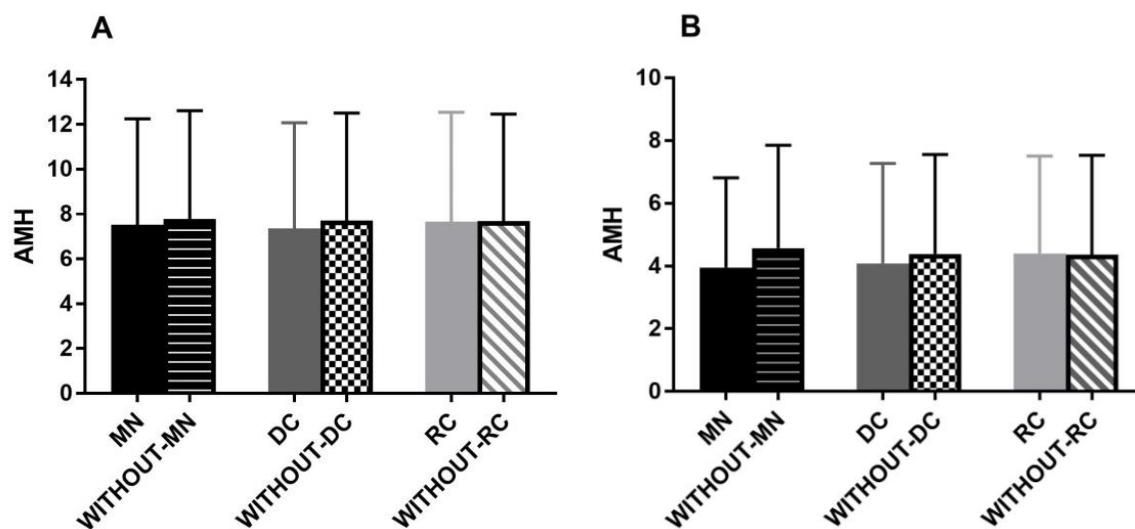 A
AMH
14
12
10
8
6
4
2
0
MN
WITHOUT-MN
DC
WITHOUT-DC
RC
WITHOUT-RC
B
AMH
10
8
6
4
2
0
MN
WITHOUT-MN
DC
WITHOUT-DC
RC
WITHOUT-RC